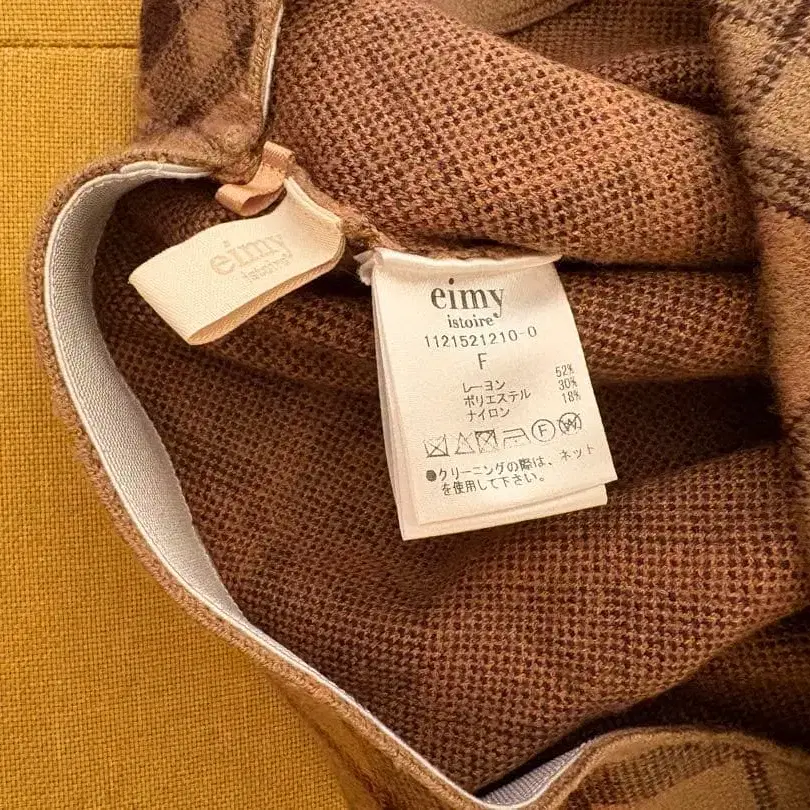 eimy
istoire
eimy
istoire
1121521210-0
F
レーヨン 52%
ポリエステル 30%
ナイロン 18%
F W
●クリーニングの際は、ネット
を使用して下さい。